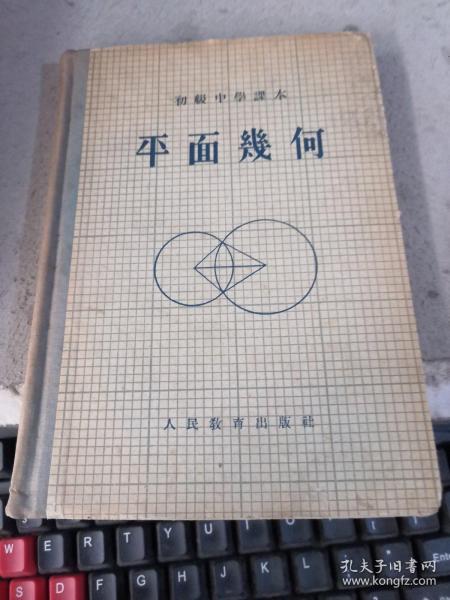 初級中學課本
平面幾何
人民教育出版社
W E R T Y U I O P
S D F G H J K L
孔夫子旧书网
www.kongfz.com